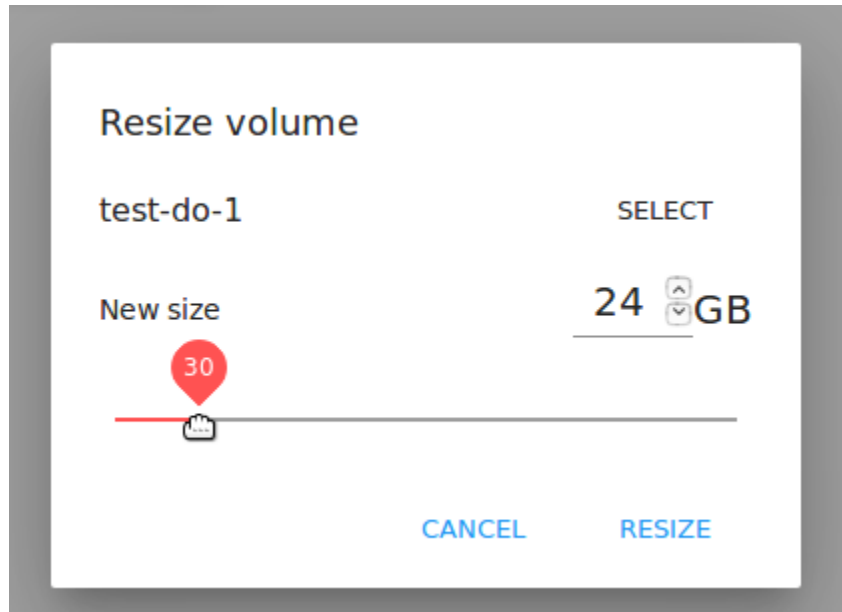 Resize volume
test-do-1 SELECT
New size 24 GB
30
CANCEL RESIZE